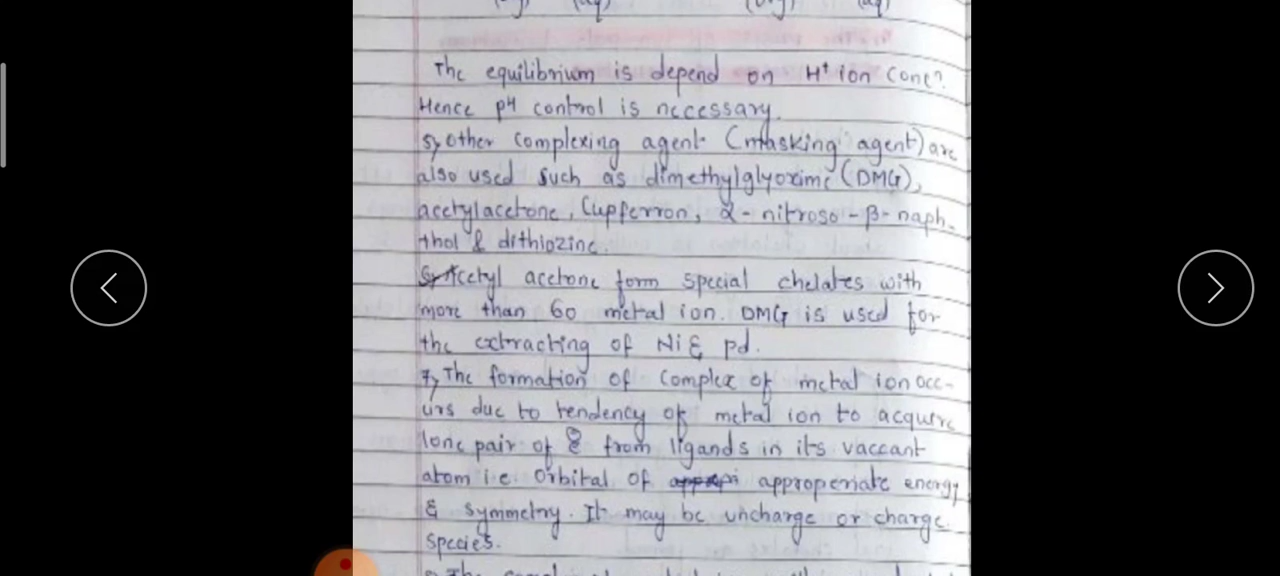 The equilibrium is depend on H⁺ ion concⁿ.
Hence pH control is necessary.
5, Other complexing agent (masking agent) are
also used such as dimethylglyoxime (DMG),
acetylacetone, Cupferron, α-nitroso-β-naph-
thol & dithiozine.
Acetyl acetone form special chelates with
more than 60 metal ion. DMG is used for
the extracting of Ni & pd.
7, The formation of complex of metal ion occ-
urs due to tendency of metal ion to acqure
lone pair of e̅ from ligands in its vaccant
atom i.e. orbital of approperiate energy
& symmetry. It may be uncharge or charge
species.